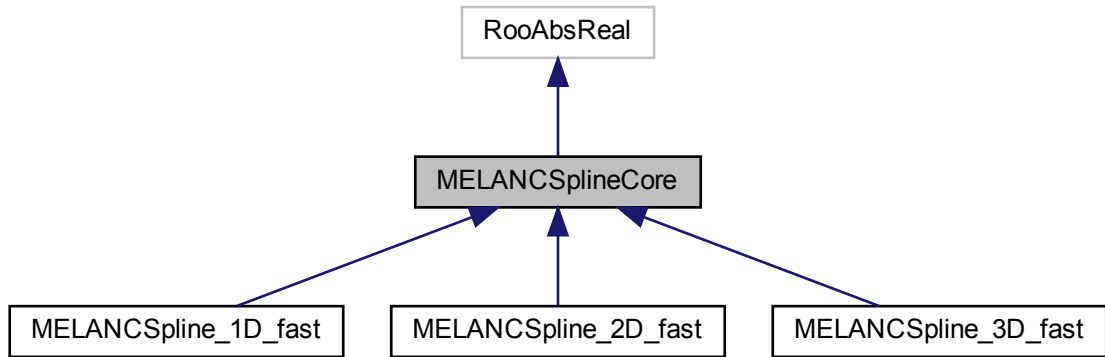 RooAbsReal
MELANCSplineCore
MELANCSpline_1D_fast
MELANCSpline_2D_fast
MELANCSpline_3D_fast